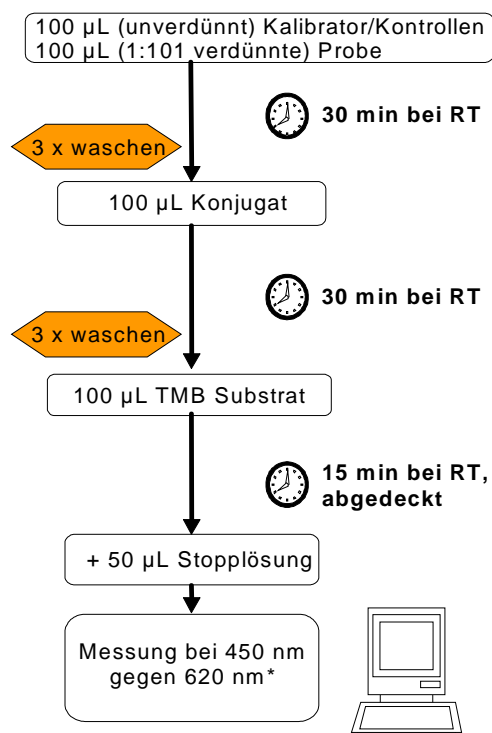 100 µL (unverdünnt) Kalibrator/Kontrollen
100 µL (1:101 verdünnte) Probe
30 min bei RT
3 x waschen
100 µL Konjugat
30 min bei RT
3 x waschen
100 µL TMB Substrat
15 min bei RT,
abgedeckt
+ 50 µL Stopplösung
Messung bei 450 nm
gegen 620 nm*